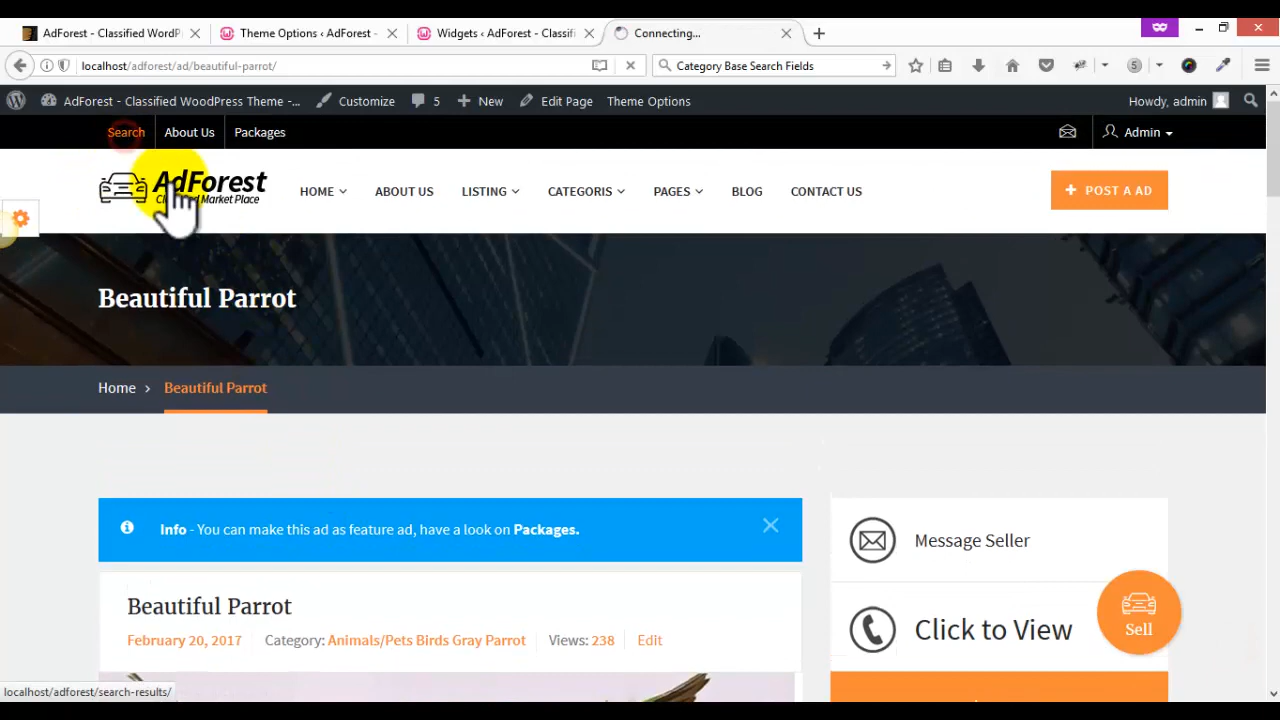 AdForest - Classified WordP
Theme Options ‹ AdForest -
Widgets ‹ AdForest - Classifi
Connecting...
localhost/adforest/ad/beautiful-parrot/
Category Base Search Fields
AdForest - Classified WordPress Theme -...
Customize
5
New
Edit Page
Theme Options
Howdy, admin
Search
About Us
Packages
Admin
AdForest
Market Place
HOME
ABOUT US
LISTING
CATEGORIS
PAGES
BLOG
CONTACT US
POST A AD
Beautiful Parrot
Home
Beautiful Parrot
Info - You can make this ad as feature ad, have a look on Packages.
Message Seller
Click to View
Sell
Beautiful Parrot
February 20, 2017 Category: Animals/Pets Birds Gray Parrot Views: 238 Edit
localhost/adforest/search-results/